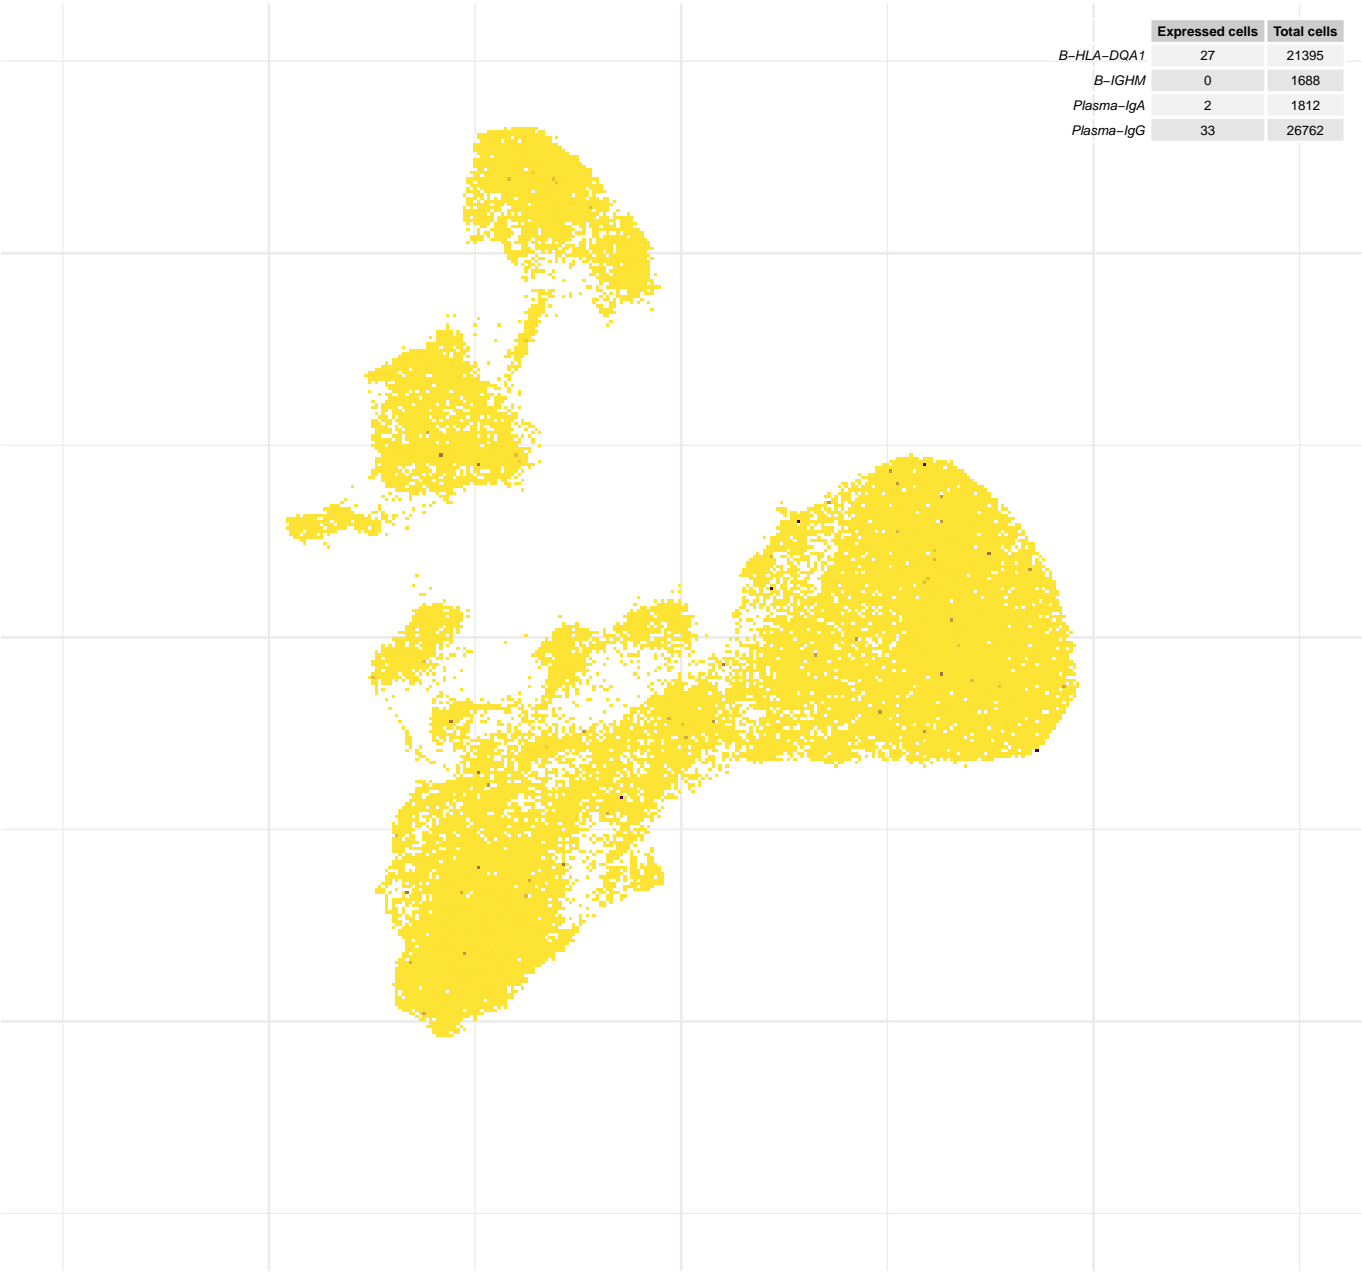 Expressed cells Total cells
B−HLA−DQA1 27 21395
B−IGHM 0 1688
Plasma−IgA 2 1812
Plasma−IgG 33 26762